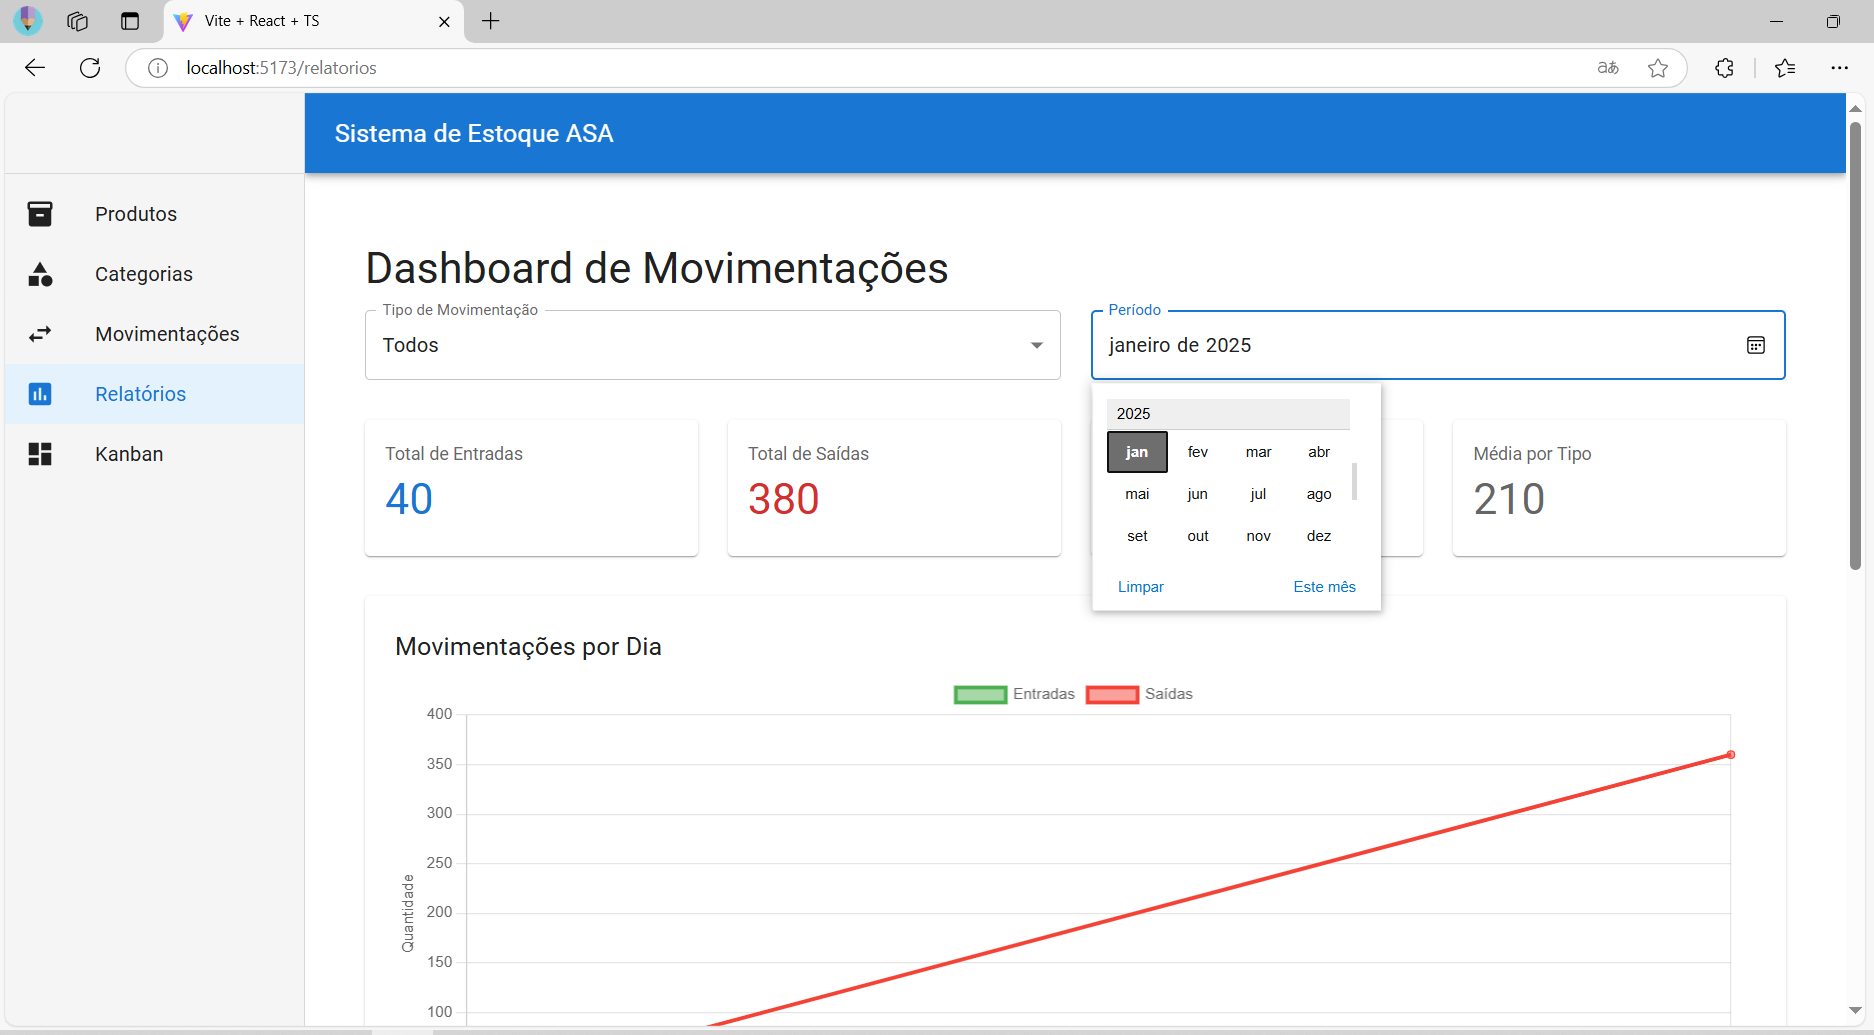 Vite + React + TS
localhost:5173/relatorios
Sistema de Estoque ASA
Produtos
Categorias
Movimentações
Relatórios
Kanban
Dashboard de Movimentações
Tipo de Movimentação
Todos
Período
janeiro de 2025
2025
jan fev mar abr
mai jun jul ago
set out nov dez
Limpar Este mês
Total de Entradas
40
Total de Saídas
380
Média por Tipo
210
Movimentações por Dia
Entradas Saídas
400
350
300
250
200
150
100
Quantidade